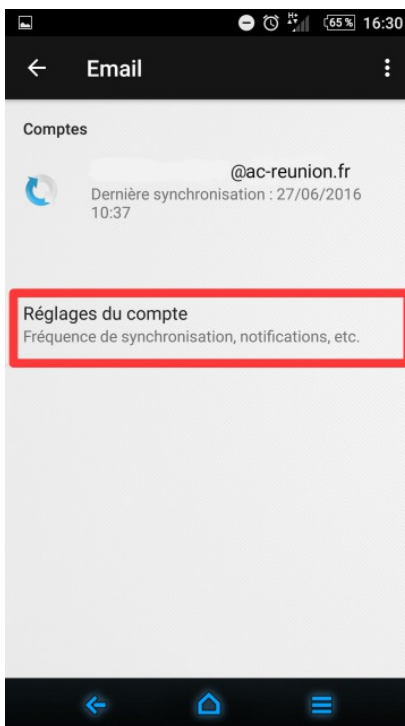 H+
65 % 16:30
Email
Comptes
@ac-reunion.fr
Dernière synchronisation : 27/06/2016
10:37
Réglages du compte
Fréquence de synchronisation, notifications, etc.